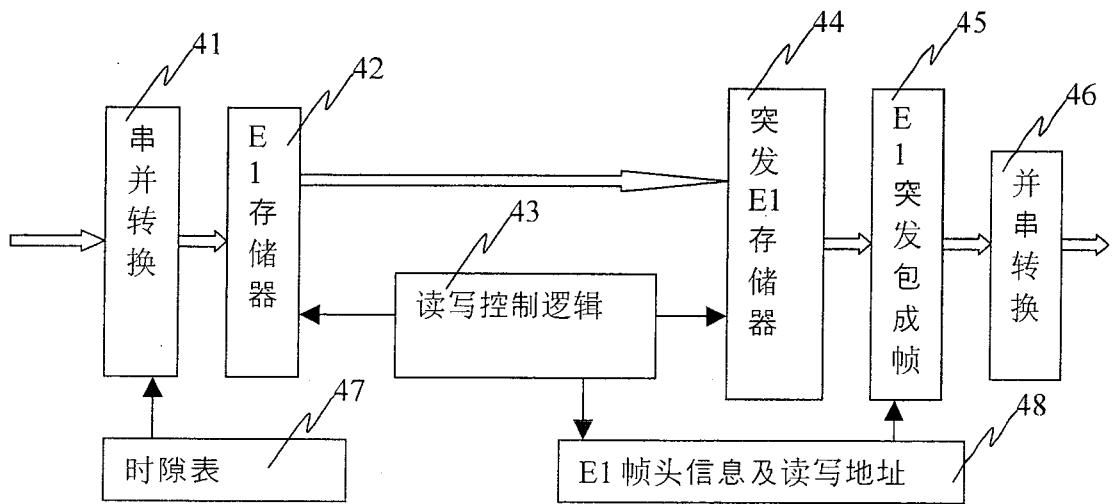 41
串并转换
42
E1存储器
43
读写控制逻辑
44
突发E1存储器
45
E1突发包成帧
46
并串转换
47
时隙表
48
E1 帧头信息及读写地址